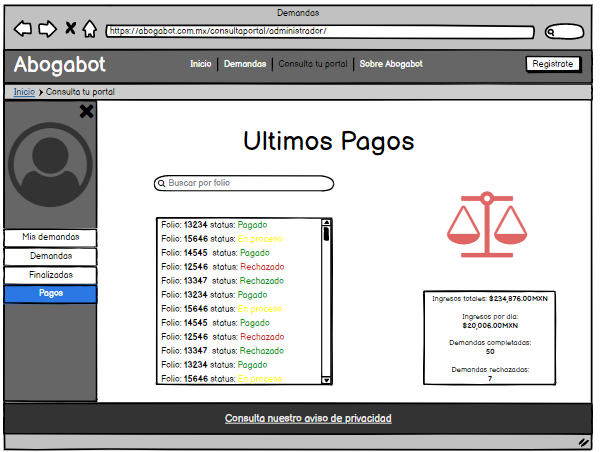 Demandas
https://abogabot.com.mx/consultaportal/administrador/
Abogabot
Inicio
Demandas
Consulta tu portal
Sobre Abogabot
Registrate
Inicio
Consulta tu portal
Ultimos Pagos
Buscar por folio
Mis demandas
Demandas
Finalizadas
Pagos
Folio: 13234 status: Pagado
Folio: 15646 status: En proceso
Folio: 14545 status: Pagado
Folio: 12546 status: Rechazado
Folio: 13347 status: Rechazado
Folio: 13234 status: Pagado
Folio: 15646 status: En proceso
Folio: 14545 status: Pagado
Folio: 12546 status: Rechazado
Folio: 13347 status: Rechazado
Folio: 13234 status: Pagado
Folio: 15646 status: En proceso
Ingresos totales: $234,876.00MXN
Ingresos por dia:
$20,006.00MXN
Demandas completadas:
50
Demandas rechazadas:
7
Consulta nuestro aviso de privacidad